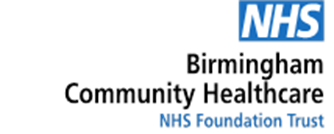 NHS
Birmingham
Community Healthcare
NHS Foundation Trust